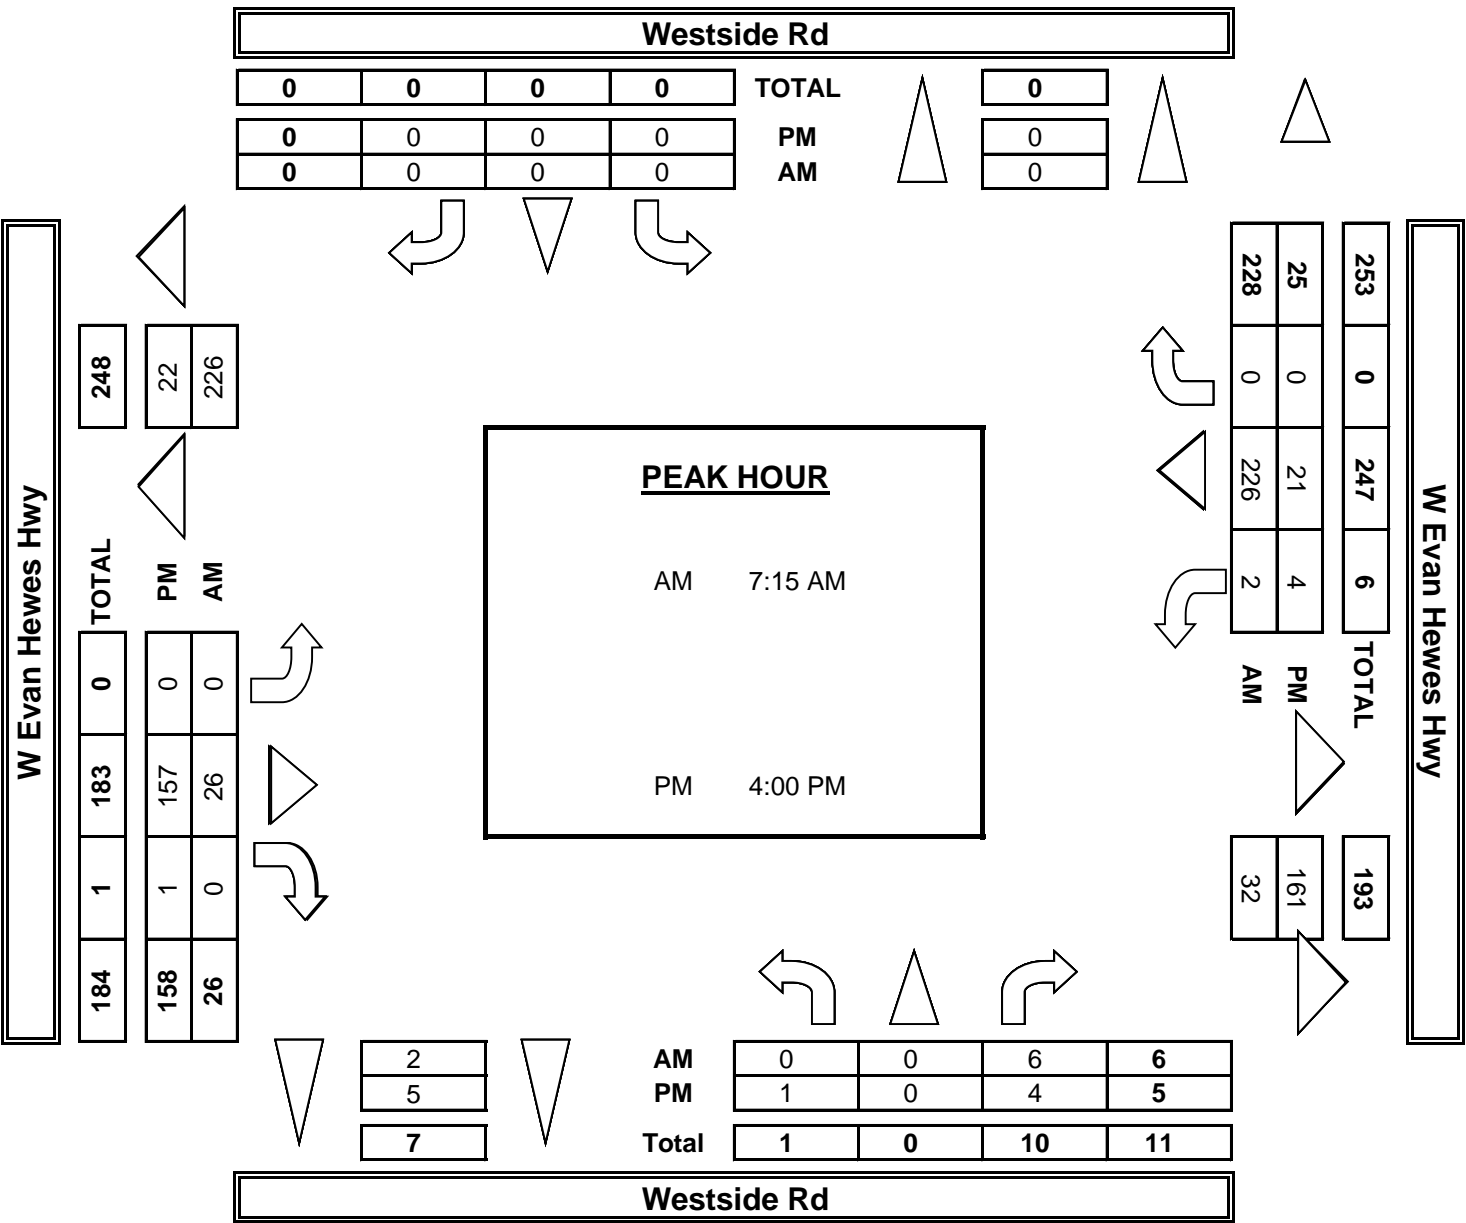 Westside Rd
0 0 0 0 TOTAL 0
0 0 0 0 PM 0
0 0 0 0 AM 0
W Evan Hewes Hwy
248
22
226
TOTAL
PM
AM
0 183 1 184
0 157 1 158
0 26 0 26
PEAK HOUR
AM 7:15 AM
PM 4:00 PM
253 0 247 6 TOTAL 193
25 0 21 4 PM 161
228 0 226 2 AM 32
W Evan Hewes Hwy
2 AM 0 0 6 6
5 PM 1 0 4 5
7 Total 1 0 10 11
Westside Rd